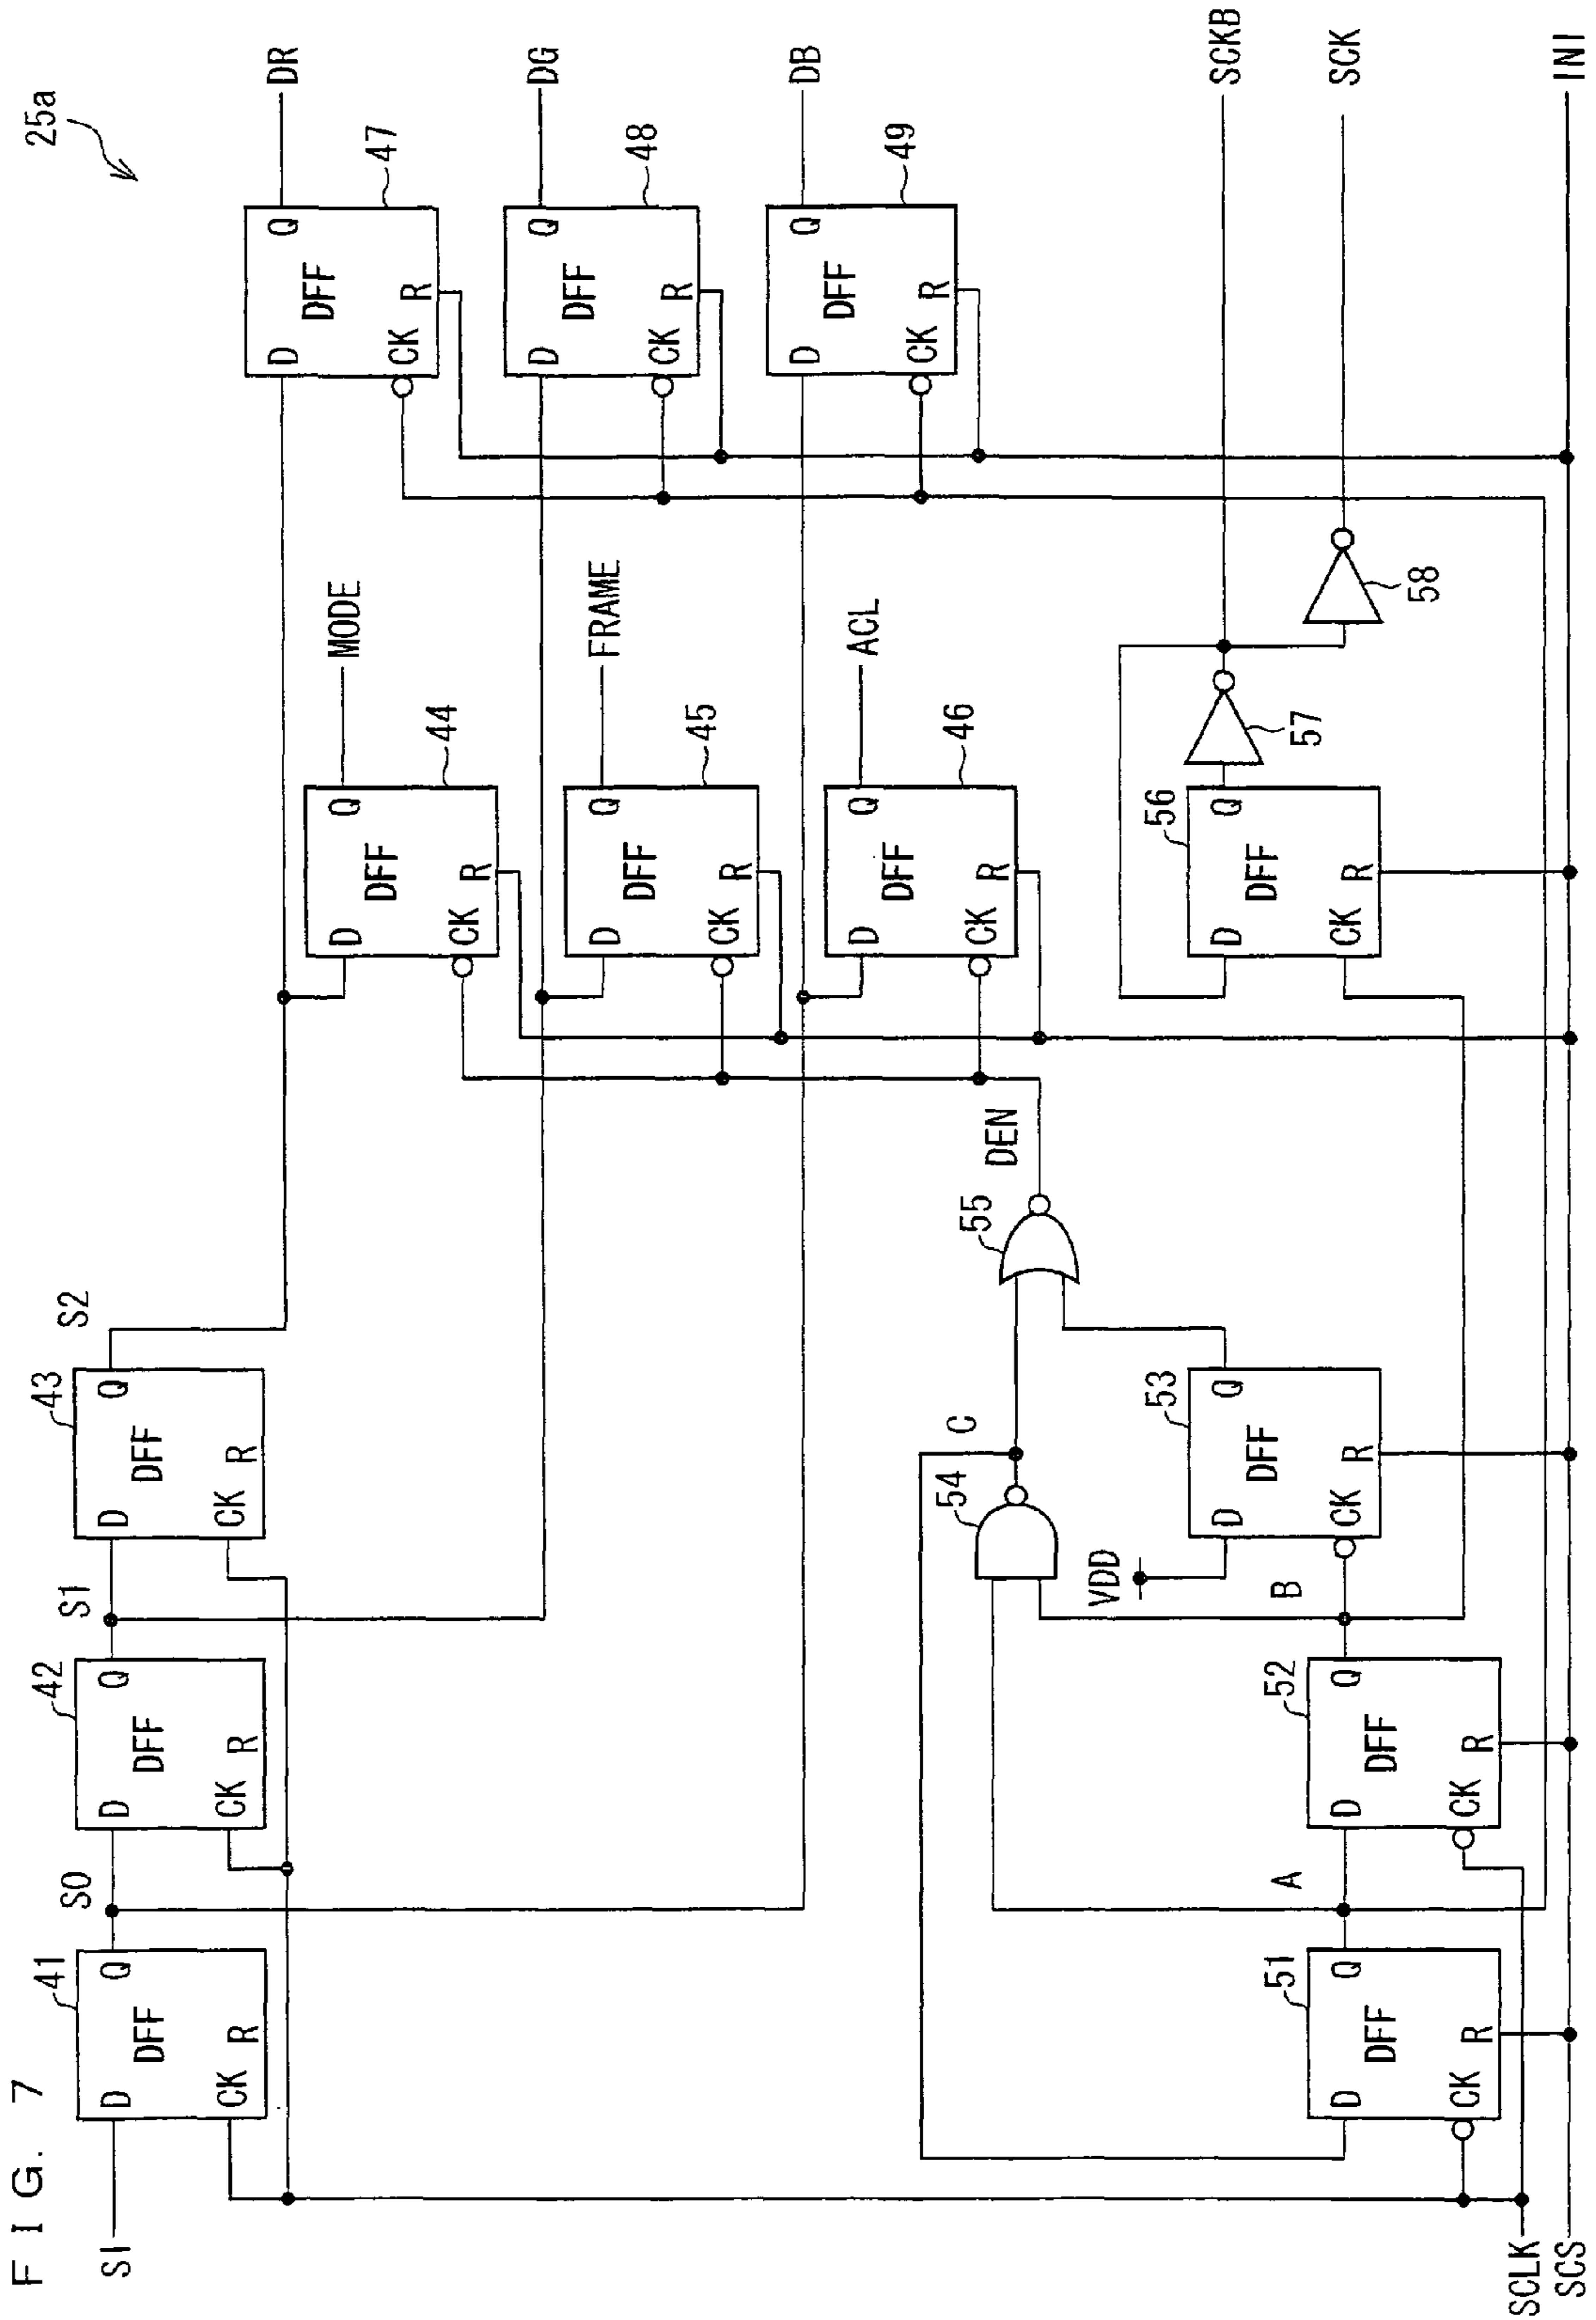 FIG. 7
25a
SI
D
Q
DFF
CK
R
41
S0
D
Q
DFF
CK
R
42
S1
D
Q
DFF
CK
R
43
S2
D
Q
DFF
CK
R
44
MODE
D
Q
DFF
CK
R
45
FRAME
D
Q
DFF
CK
R
46
ACL
D
Q
DFF
CK
R
47
DR
D
Q
DFF
CK
R
48
DG
D
Q
DFF
CK
R
49
DB
D
Q
DFF
CK
R
51
A
D
Q
DFF
CK
R
52
B
VDD
D
Q
DFF
CK
R
53
54
C
55
DEN
D
Q
DFF
CK
R
56
57
58
SCKB
SCK
SCLK
SCS
INI